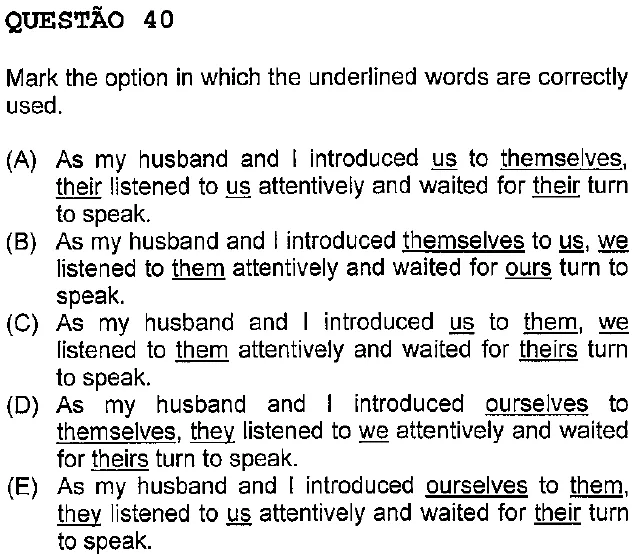 QUESTÃO 40
Mark the option in which the underlined words are correctly
used.
(A) As my husband and I introduced us to themselves,
their listened to us attentively and waited for their turn
to speak.
(B) As my husband and I introduced themselves to us, we
listened to them attentively and waited for ours turn to
speak.
(C) As my husband and I introduced us to them, we
listened to them attentively and waited for theirs turn
to speak.
(D) As my husband and I introduced ourselves to
themselves, they listened to we attentively and waited
for theirs turn to speak.
(E) As my husband and I introduced ourselves to them,
they listened to us attentively and waited for their turn
to speak.